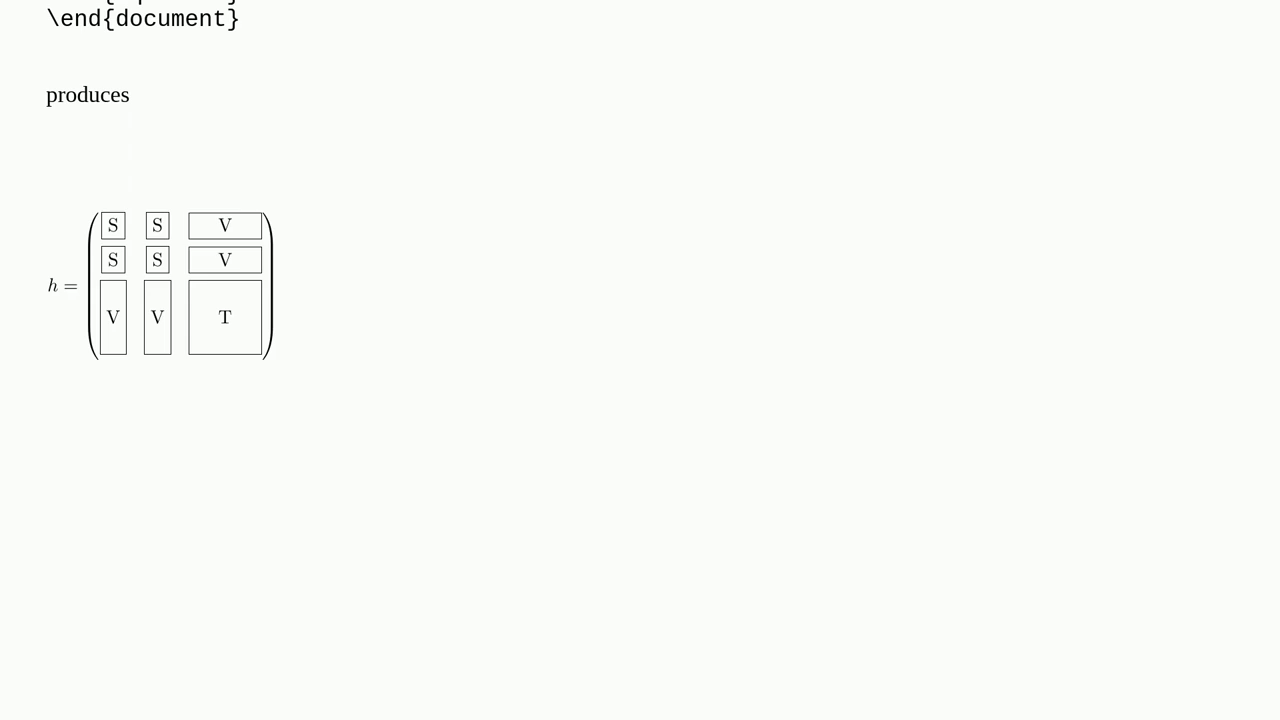 \end{document}
produces
S S V
S S V
h =
V V T